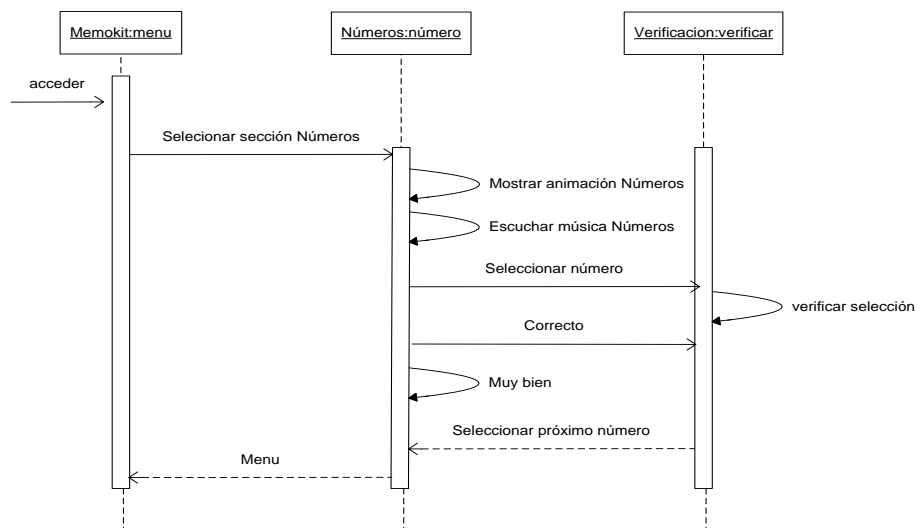 Memokit:menu
Números:número
Verificacion:verificar
acceder
Selecionar sección Números
Mostrar animación Números
Escuchar música Números
Seleccionar número
verificar selección
Correcto
Muy bien
Seleccionar próximo número
Menu